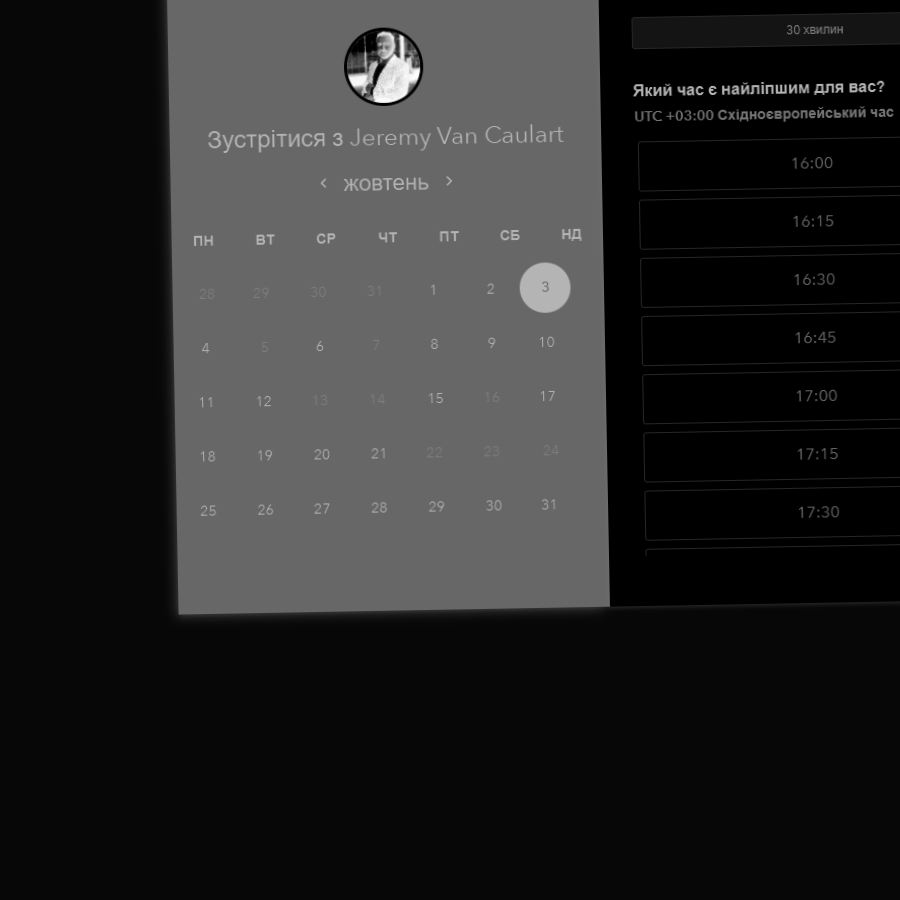 Зустрітися з Jeremy Van Caulart
жовтень
ПН ВТ СР ЧТ ПТ СБ НД
28 29 30 31 1 2 3
4 5 6 7 8 9 10
11 12 13 14 15 16 17
18 19 20 21 22 23 24
25 26 27 28 29 30 31
30 хвилин
Який час є найліпшим для вас?
UTC +03:00 Східноєвропейський час
16:00
16:15
16:30
16:45
17:00
17:15
17:30